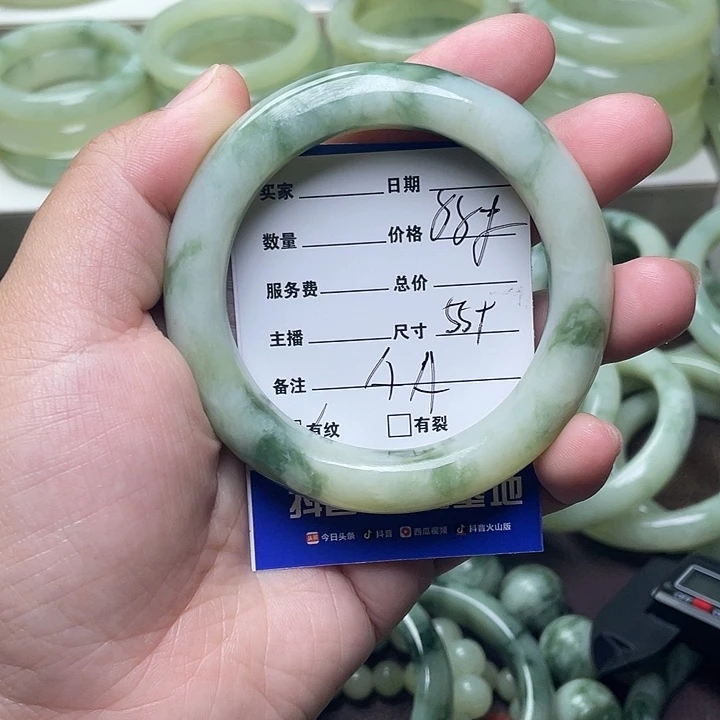 买家 日期
数量 价格 88
服务费 总价
主播 尺寸 55+
备注 4A
有纹 有裂
今日头条 抖音 西瓜视频 抖音火山版